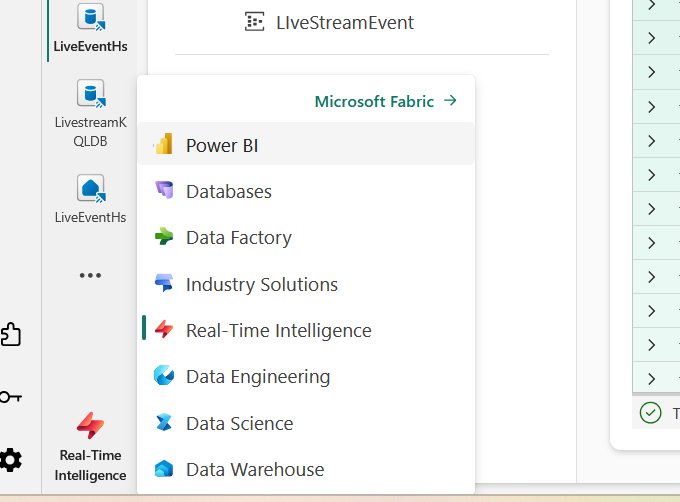 LIveStreamEvent
LiveEventHs
LivestreamK
QLDB
LiveEventHs
Real-Time
Intelligence
Microsoft Fabric
Power BI
Databases
Data Factory
Industry Solutions
Real-Time Intelligence
Data Engineering
Data Science
Data Warehouse